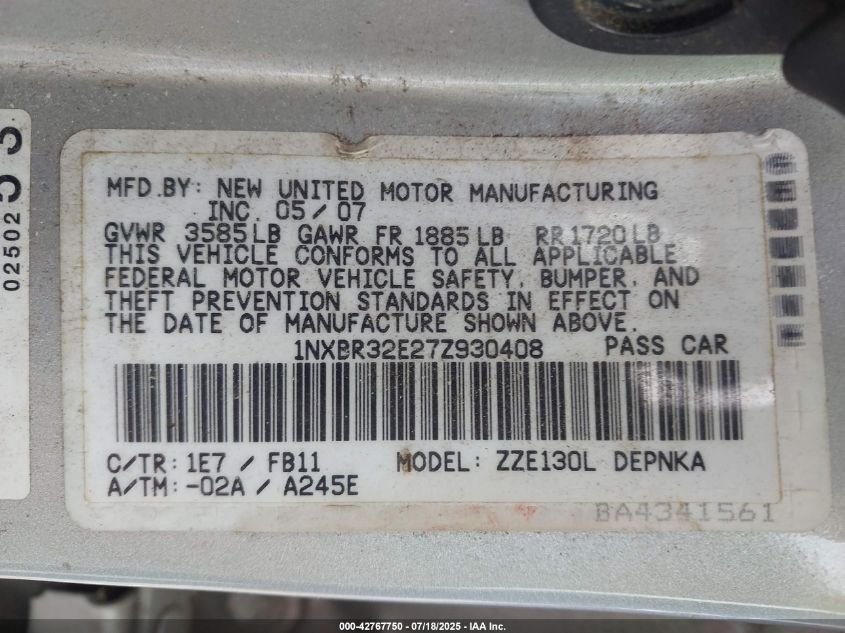 MFD.BY: NEW UNITED MOTOR MANUFACTURING
INC. 05/07
GVWR 3585LB GAWR FR 1885LB RR1720LB
THIS VEHICLE CONFORMS TO ALL APPLICABLE
FEDERAL MOTOR VEHICLE SAFETY, BUMPER, AND
THEFT PREVENTION STANDARDS IN EFFECT ON
THE DATE OF MANUFACTURE SHOWN ABOVE.
1NXBR32E27Z930408 PASS CAR
C/TR: 1E7 / FB11 MODEL: ZZE130L DEPNKA
A/TM: -02A / A245E
BA4341561
02502
000-42767750 - 07/18/2025 - IAA Inc.